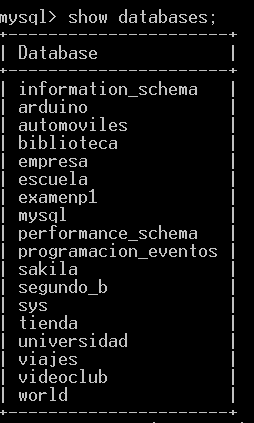 mysql> show databases;
+--------------------+
| Database           |
+--------------------+
| information_schema |
| arduino            |
| automoviles        |
| biblioteca         |
| empresa            |
| escuela            |
| examenp1           |
| mysql              |
| performance_schema |
| programacion_eventos |
| sakila             |
| segundo_b          |
| sys                |
| tienda             |
| universidad        |
| viajes             |
| videoclub          |
| world              |
+--------------------+